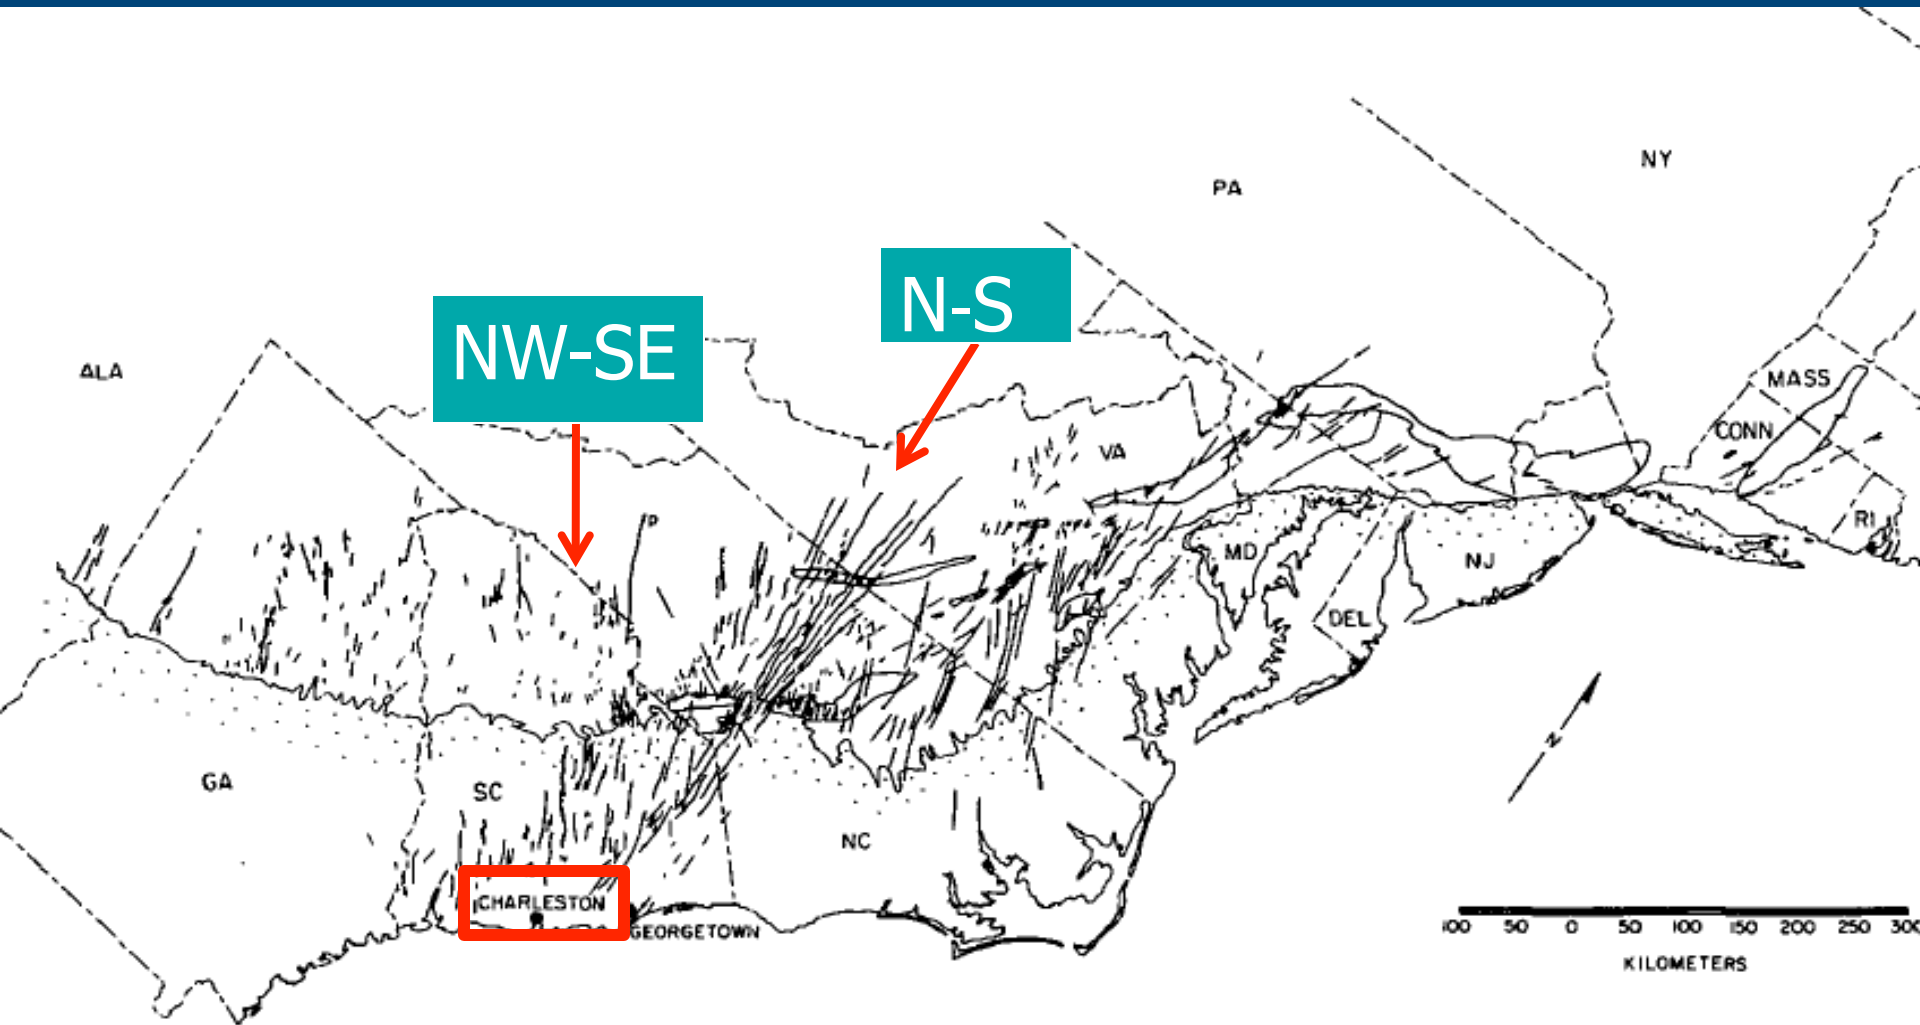 NY
PA
N-S
NW-SE
ALA
MASS
CONN
VA
P
RI
MD
NJ
DEL
GA
SC
NC
N
CHARLESTON
GEORGETOWN
100 50 0 50 100 150 200 250 300
KILOMETERS